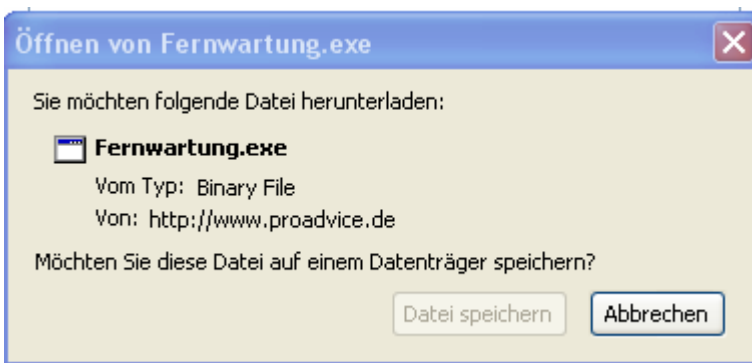 Öffnen von Fernwartung.exe
Sie möchten folgende Datei herunterladen:
Fernwartung.exe
Vom Typ: Binary File
Von: http://www.proadvice.de
Möchten Sie diese Datei auf einem Datenträger speichern?
Datei speichern Abbrechen